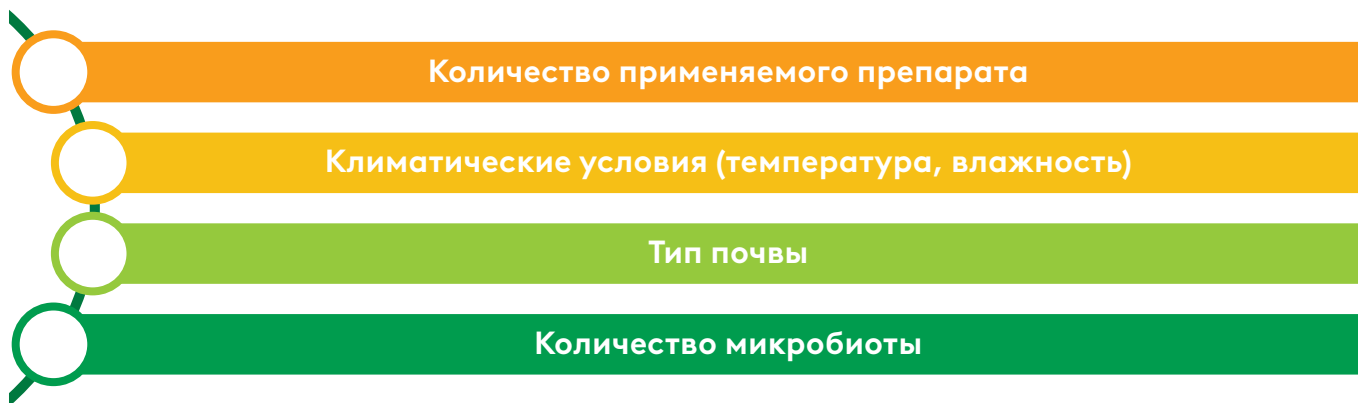 Количество применяемого препарата
Климатические условия (температура, влажность)
Тип почвы
Количество микробиоты